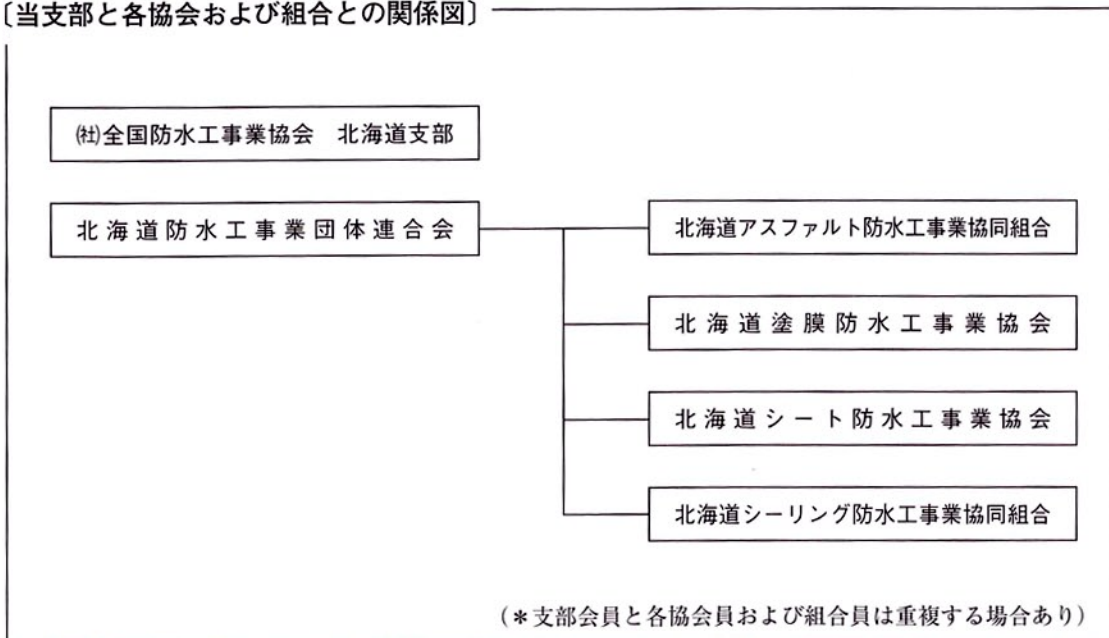 〔当支部と各協会および組合との関係図〕
㈳全国防水工事業協会　北海道支部
北海道防水工事業団体連合会
北海道アスファルト防水工事業協同組合
北海道塗膜防水工事業協会
北海道シート防水工事業協会
北海道シーリング防水工事業協同組合
(＊支部会員と各協会員および組合員は重複する場合あり)